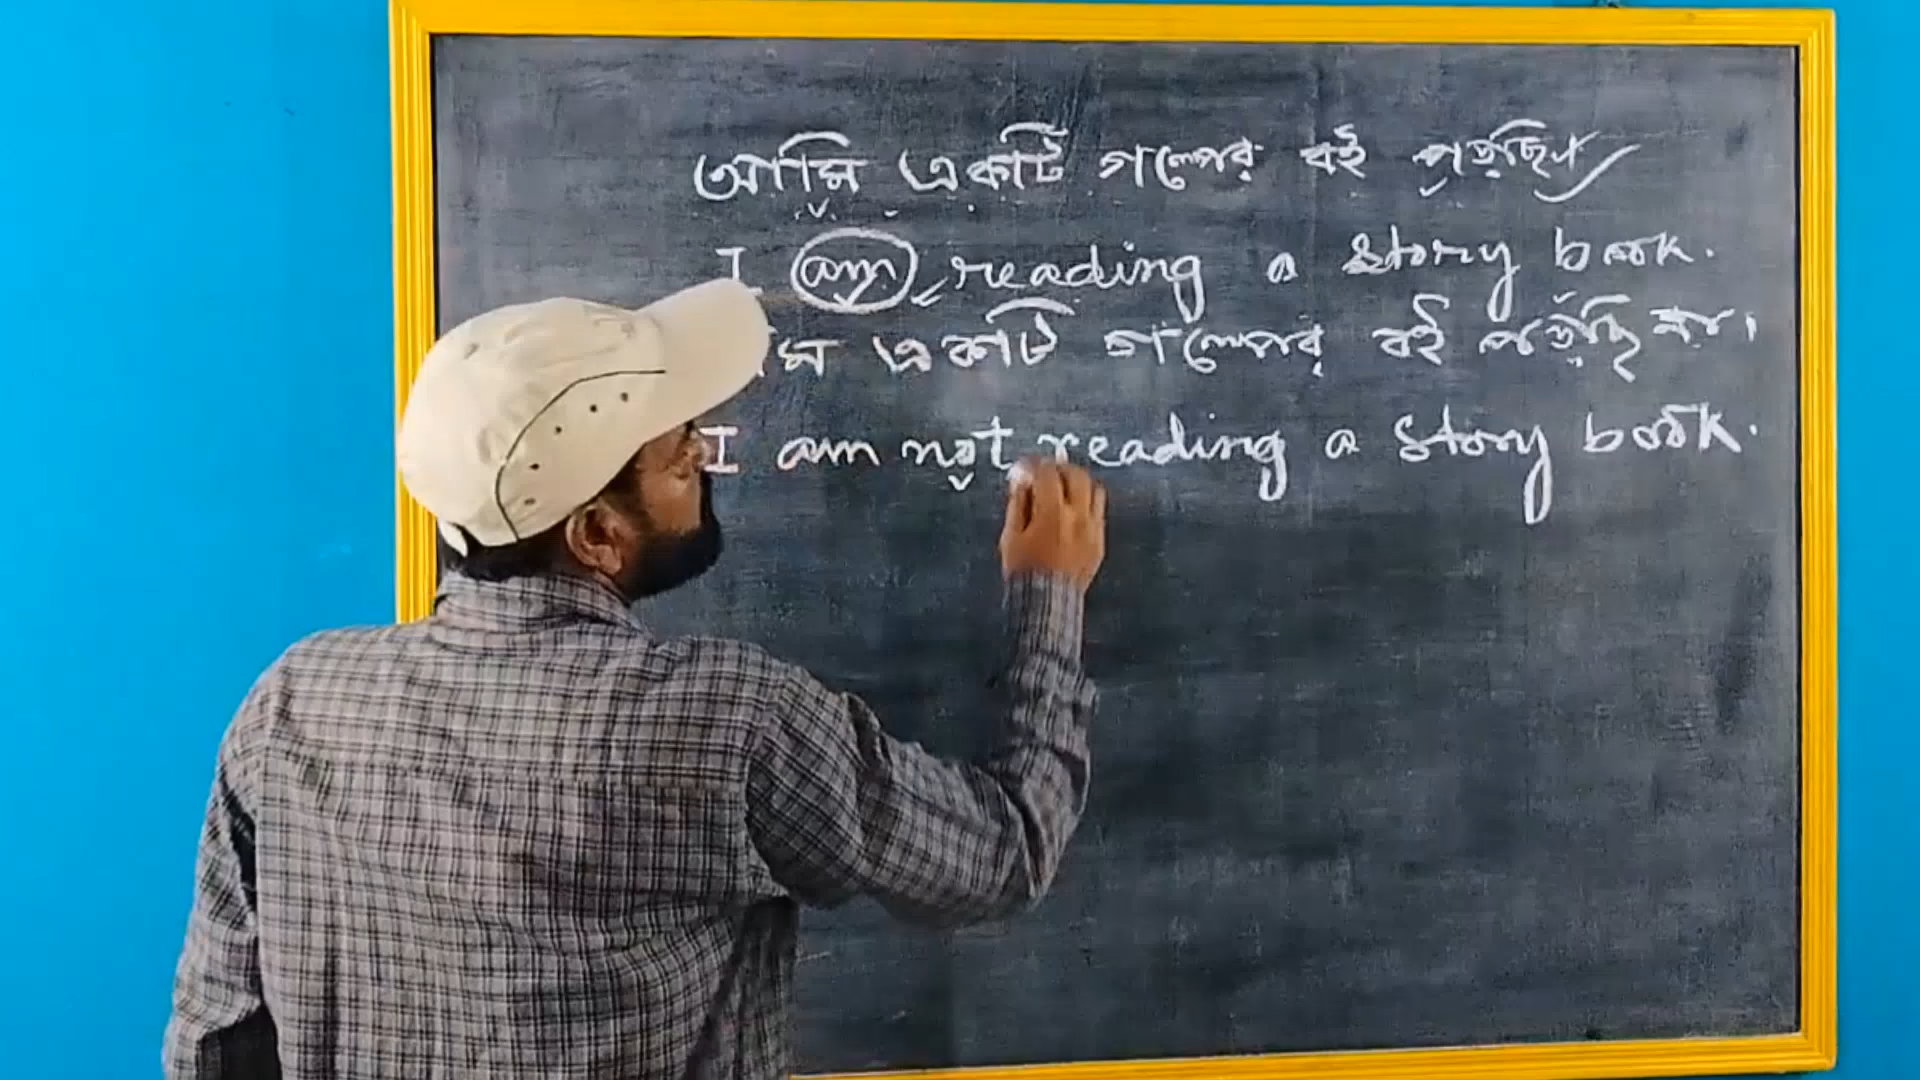 আমি একটি গল্পের বই পড়ছি।
I am reading a story book.
একটি গল্পের বই পড়ছি না।
I am not reading a story book.